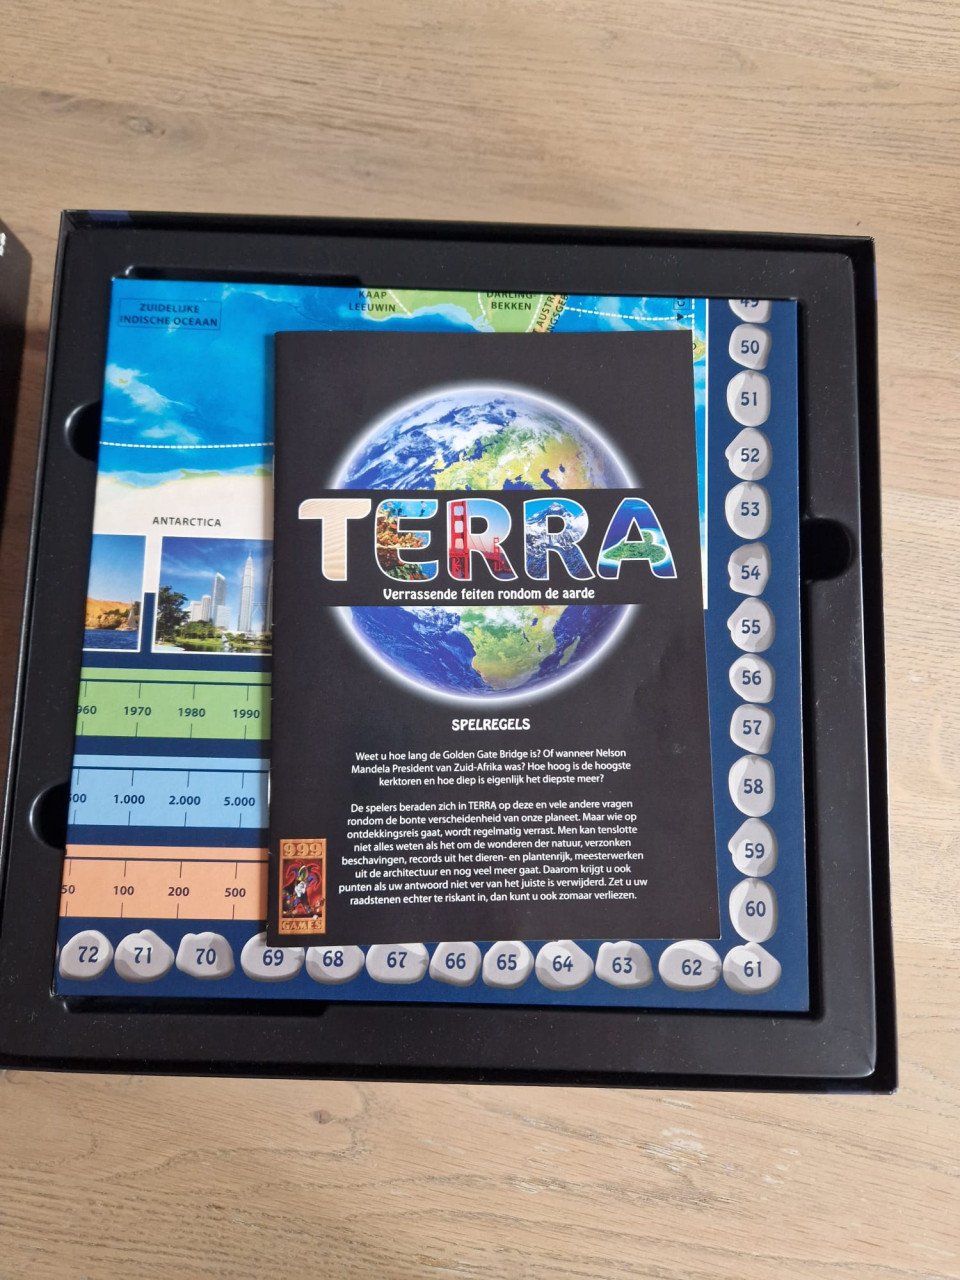 ZUIDELIJKE
INDISCHE OCEAAN
KAAP
LEEUWIN
DARLING-
BEKKEN
49
50
51
52
53
54
55
56
57
58
59
60
61
ANTARCTICA
TERRA
Verrassende feiten rondom de aarde
SPELREGELS
Weet u hoe lang de Golden Gate Bridge is? Of wanneer Nelson
Mandela President van Zuid-Afrika was? Hoe hoog is de hoogste
kerktoren en hoe diep is eigenlijk het diepste meer?
De spelers beraden zich in TERRA op deze en vele andere vragen
rondom de bonte verscheidenheid van onze planeet. Maar wie op
ontdekkingsreis gaat, wordt regelmatig verrast. Men kan tenslotte
niet alles weten als het om de wonderen der natuur, verzonken
beschavingen, records uit het dieren- en plantenrijk, meesterwerken
uit de architectuur en nog veel meer gaat. Daarom krijgt u ook
punten als uw antwoord niet ver van het juiste is verwijderd. Zet u uw
raadstenen echter te riskant in, dan kunt u ook zomaar verliezen.
999
GAMES
1970 1980 1990
1.000 2.000 5.000
100 200 500
72 71 70 69 68 67 66 65 64 63 62